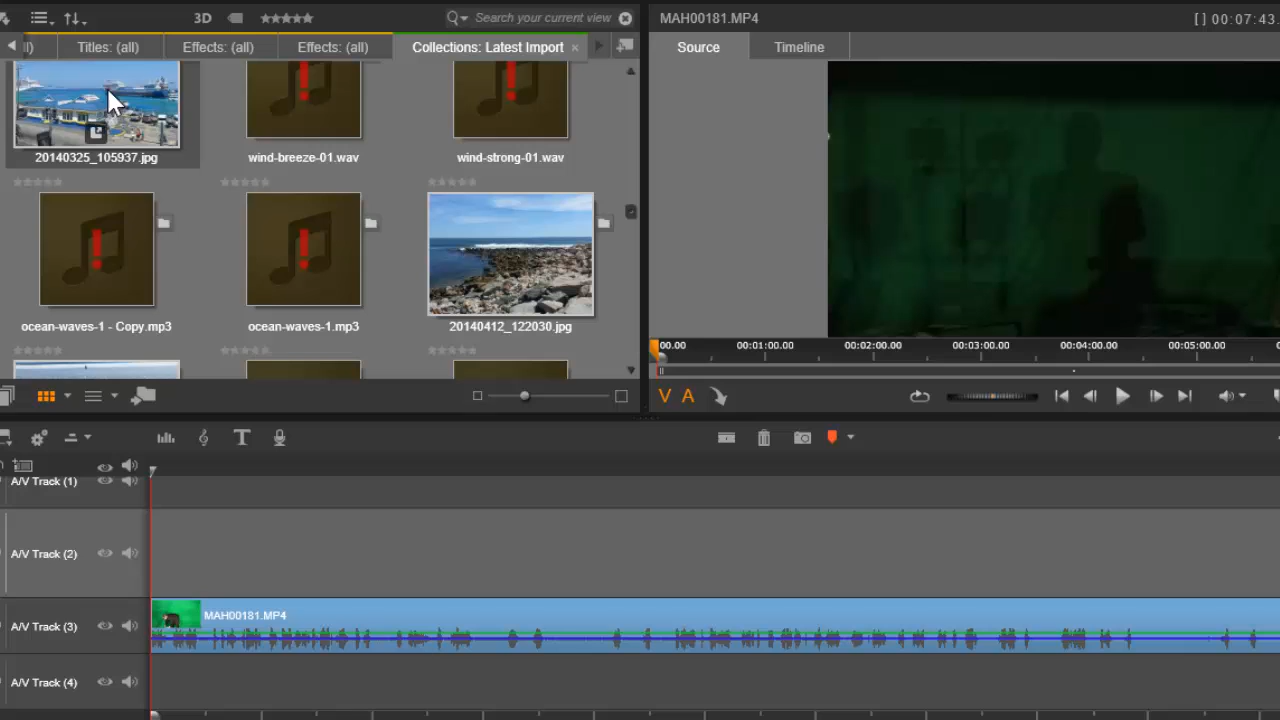 3D
Search your current view
MAH00181.MP4
[ ] 00:07:43.
l)
Titles: (all)
Effects: (all)
Effects: (all)
Collections: Latest Import
Source
Timeline
20140325_105937.jpg
wind-breeze-01.wav
wind-strong-01.wav
ocean-waves-1 - Copy.mp3
ocean-waves-1.mp3
20140412_122030.jpg
00.00
00:01:00.00
00:02:00.00
00:03:00.00
00:04:00.00
00:05:00.00
V A
T
A/V Track (1)
A/V Track (2)
MAH00181.MP4
A/V Track (3)
A/V Track (4)